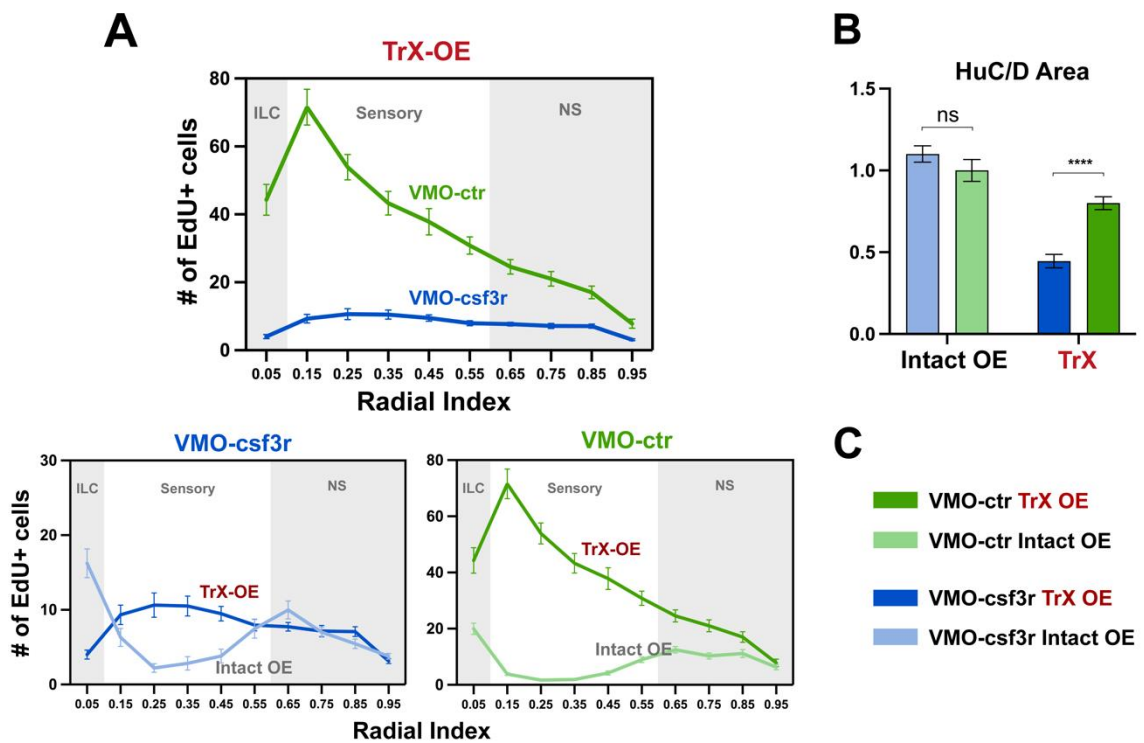 A
TrX-OE
# of EdU+ cells
80
60
40
20
0
ILC
Sensory
NS
VMO-ctr
VMO-csf3r
0.05 0.15 0.25 0.35 0.45 0.55 0.65 0.75 0.85 0.95
Radial Index
B
HuC/D Area
1.5
1.0
0.5
0.0
ns
****
Intact OE
TrX
VMO-csf3r
# of EdU+ cells
30
20
10
0
ILC
Sensory
NS
TrX-OE
Intact OE
0.05 0.15 0.25 0.35 0.45 0.55 0.65 0.75 0.85 0.95
VMO-ctr
80
60
40
20
0
ILC
Sensory
NS
TrX-OE
Intact OE
0.05 0.15 0.25 0.35 0.45 0.55 0.65 0.75 0.85 0.95
Radial Index
C
VMO-ctr TrX OE
VMO-ctr Intact OE
VMO-csf3r TrX OE
VMO-csf3r Intact OE